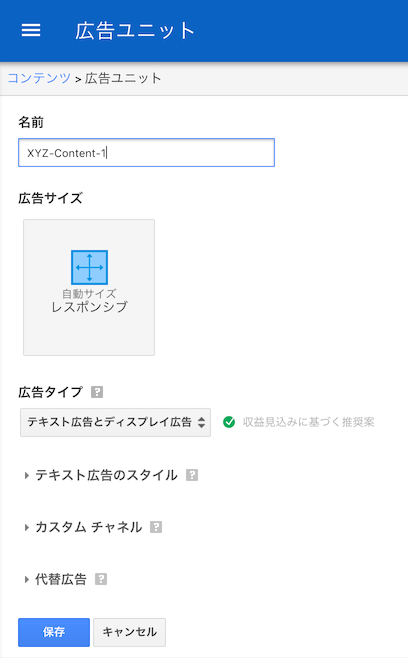 広告ユニット
コンテンツ > 広告ユニット
名前
XYZ-Content-1
広告サイズ
自動サイズ
レスポンシブ
広告タイプ ?
テキスト広告とディスプレイ広告 収益見込みに基づく推奨案
テキスト広告のスタイル ?
カスタム チャネル ?
代替広告 ?
保存 キャンセル